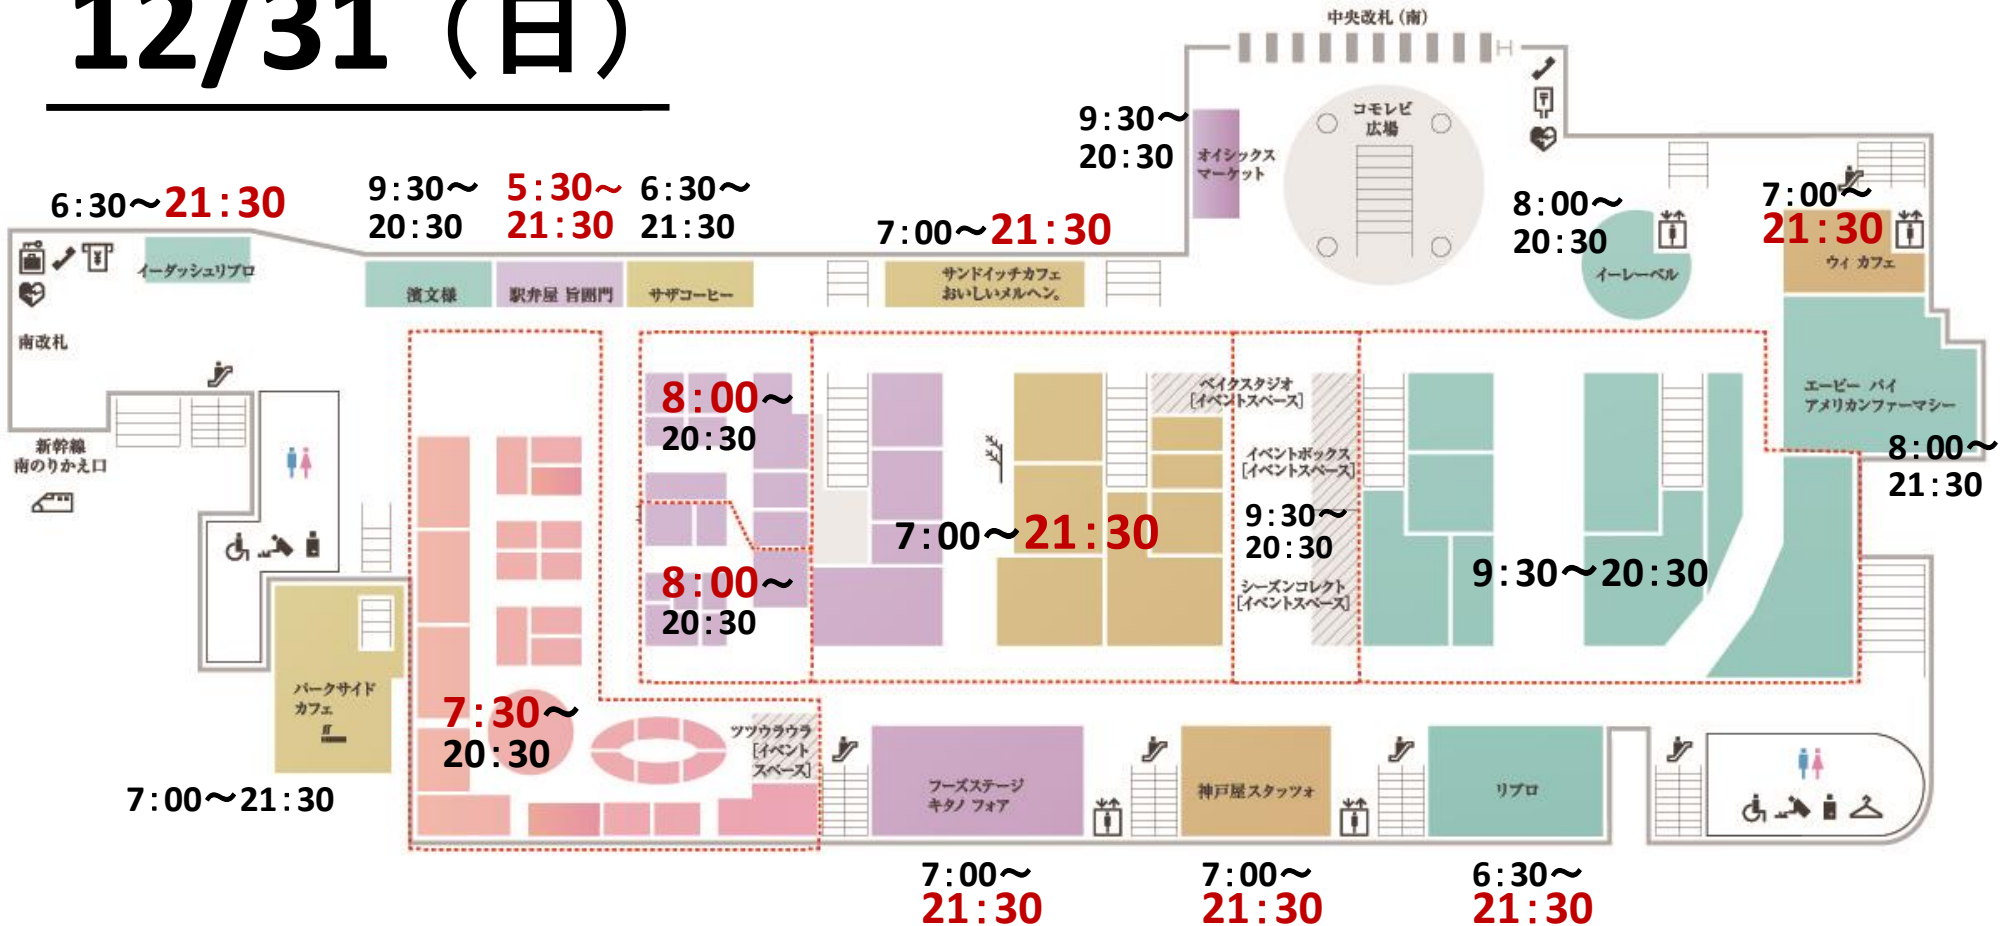 12/31（日）
中央改札（南）
コモレビ
広場
9:30～
20:30
オイシックス
マーケット
6:30～21:30
9:30～
20:30
5:30～
21:30
6:30～
21:30
7:00～21:30
8:00～
20:30
7:00～
21:30
イーダッシュリブロ
濱文様
駅弁屋 旨囲門
サザコーヒー
サンドイッチカフェ
おいしいメルヘン。
イーレーベル
ウィ カフェ
南改札
新幹線
南のりかえ口
8:00～
20:30
8:00～
20:30
ベイクスタジオ
[イベントスペース]
イベントボックス
[イベントスペース]
9:30～
20:30
シーズンコレクト
[イベントスペース]
7:00～21:30
9:30～20:30
エービー バイ
アメリカンファーマシー
8:00～
21:30
パークサイド
カフェ
7:00～21:30
7:30～
20:30
ツヅウラウラ
[イベント
スペース]
フーズステージ
キタノ フォア
神戸屋スタッツォ
リブロ
7:00～
21:30
7:00～
21:30
6:30～
21:30